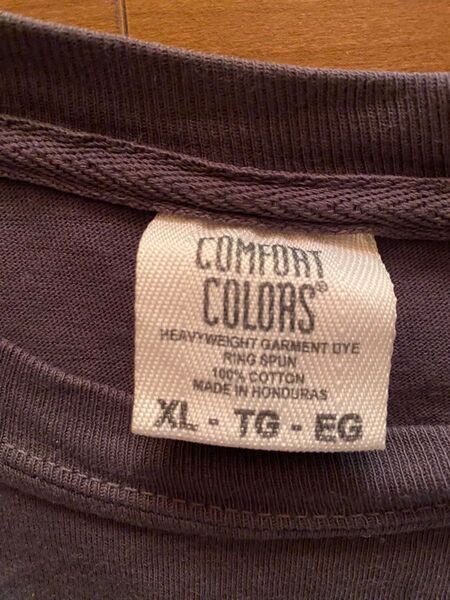 COMFORT
COLORS®
HEAVYWEIGHT GARMENT DYE
RING SPUN
100% COTTON
MADE IN HONDURAS
XL - TG - EG